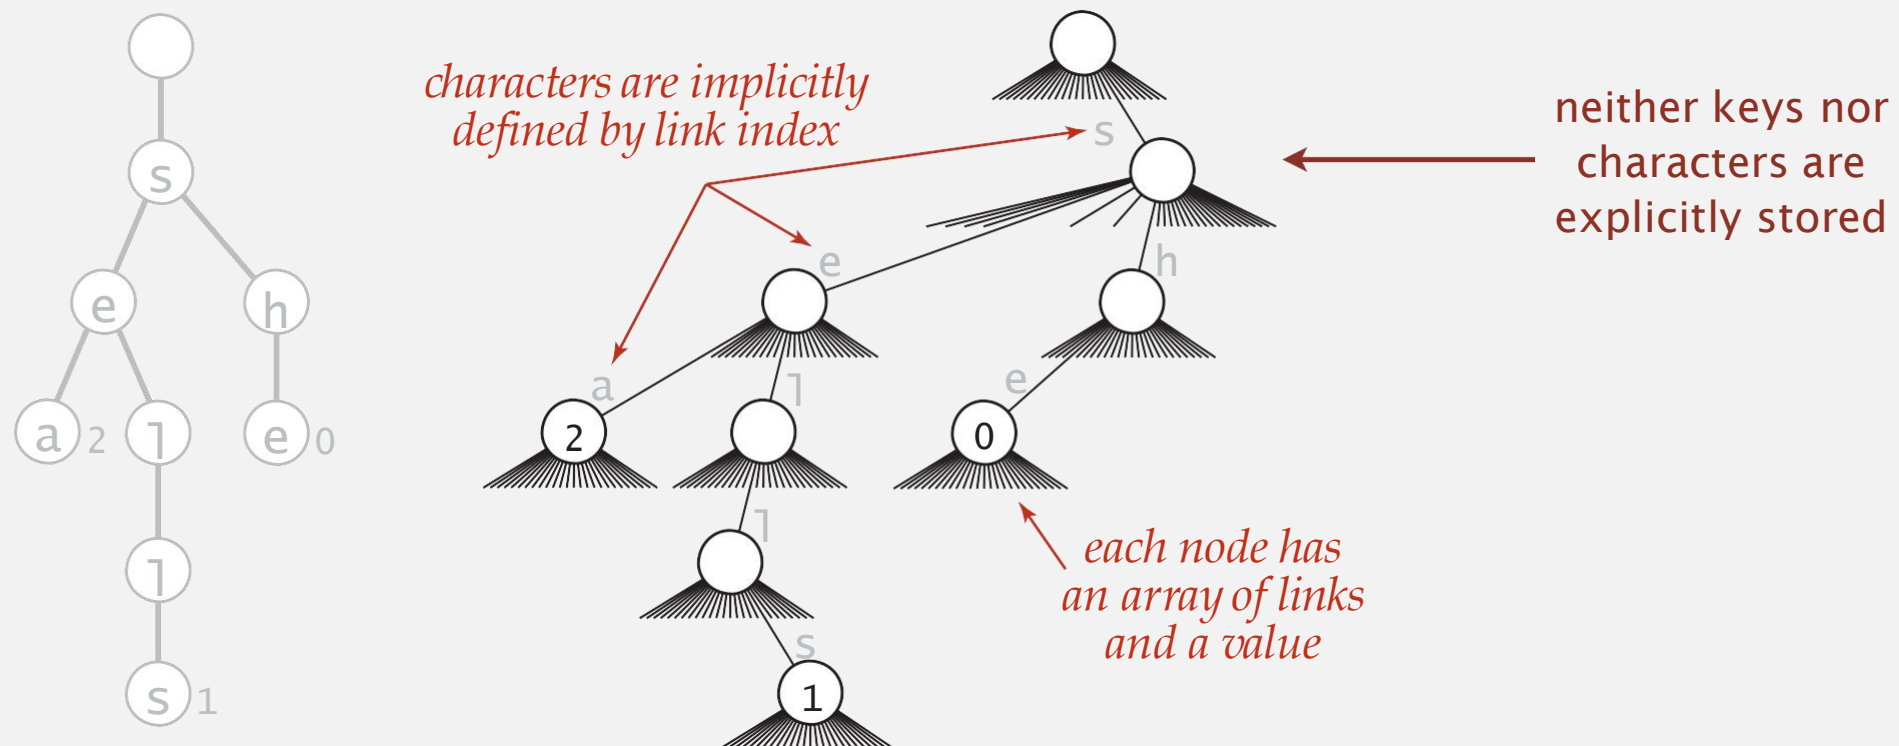 characters are implicitly
defined by link index
neither keys nor
characters are
explicitly stored
s
s
e
h
e
h
a
l
e
a 2
l
e 0
2
0
l
l
each node has
an array of links
and a value
s
s 1
1